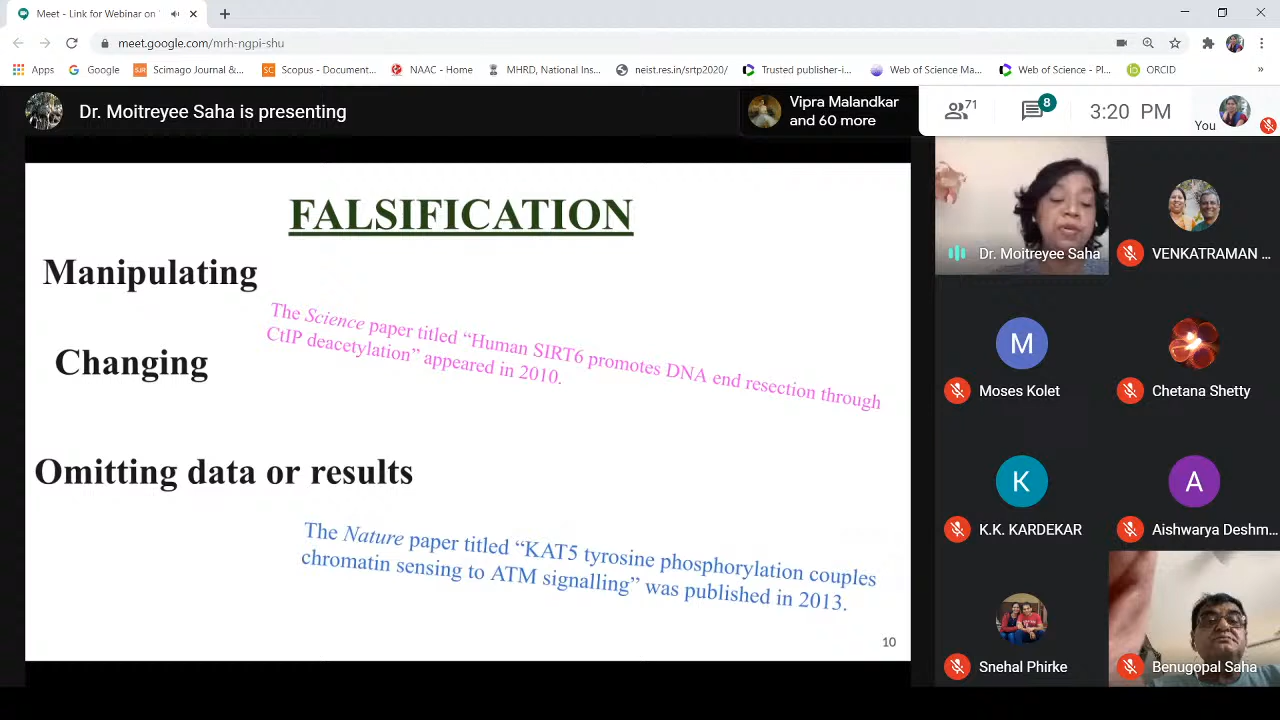 Meet - Link for Webinar on
meet.google.com/mrh-ngpi-shu
Apps Google Scimago Journal &... Scopus - Document... NAAC - Home MHRD, National Ins... neist.res.in/srtp2020/ Trusted publisher-i... Web of Science Ma... Web of Science - Pl... ORCID »
Dr. Moitreyee Saha is presenting
Vipra Malandkar
and 60 more
71
8
3:20 PM
You
FALSIFICATION
Manipulating
The Science paper titled “Human SIRT6 promotes DNA end resection through
CtIP deacetylation” appeared in 2010.
Changing
Omitting data or results
The Nature paper titled “KAT5 tyrosine phosphorylation couples
chromatin sensing to ATM signalling” was published in 2013.
10
Dr. Moitreyee Saha
VENKATRAMAN ...
M
Moses Kolet
Chetana Shetty
K
K.K. KARDEKAR
A
Aishwarya Deshm...
Snehal Phirke
Benugopal Saha